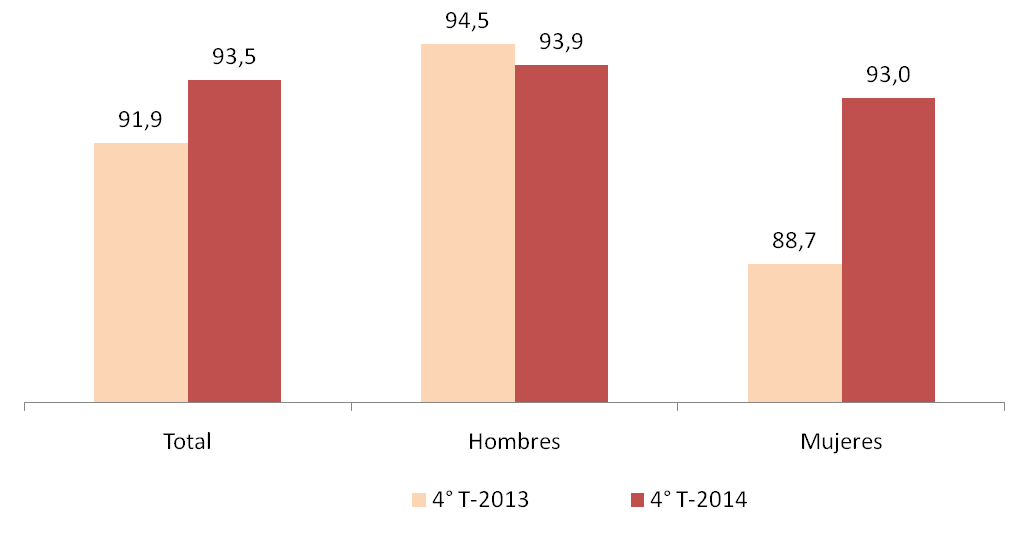 94,5
93,9
93,5
93,0
91,9
88,7
Total
Hombres
Mujeres
4° T-2013
4° T-2014